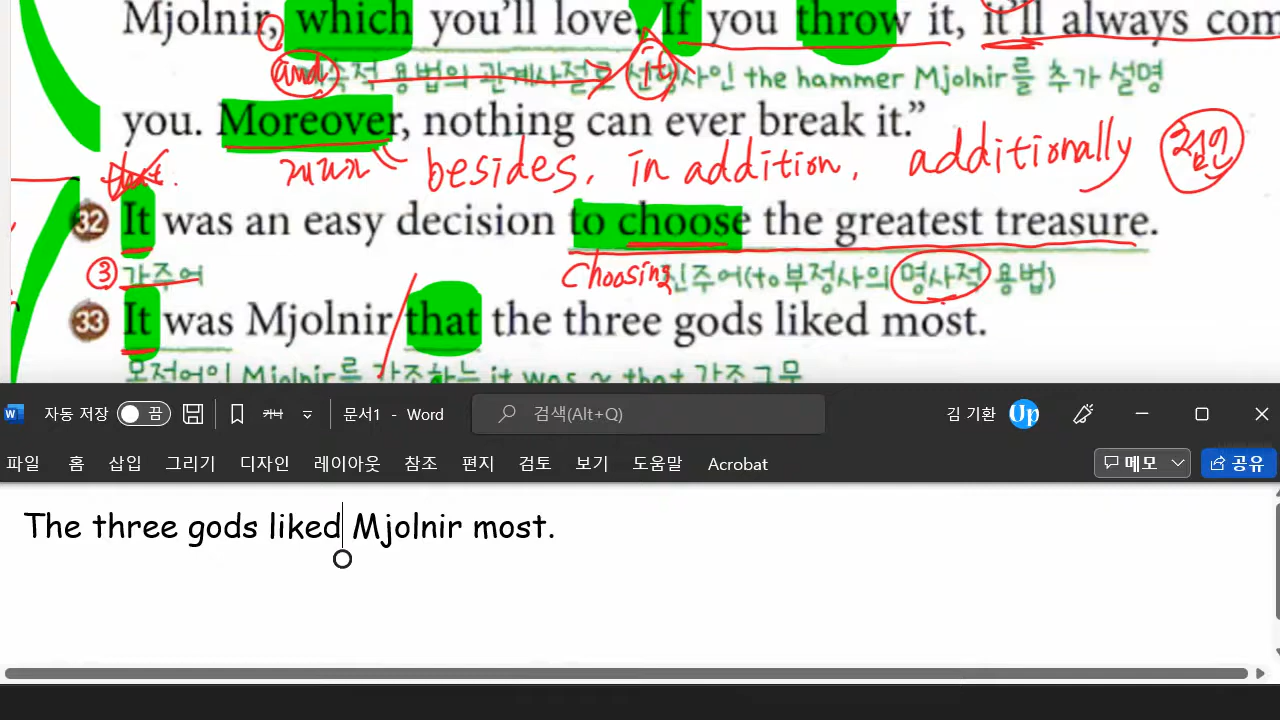 Mjolnir, which you'll love. If you throw it, it'll always com
and 속적 용법의 관계사절로 it 선행사인 the hammer Mjolnir를 추가 설명
you. Moreover, nothing can ever break it.”
게다가 besides, in addition, additionally 첨언
that.
32 It was an easy decision to choose the greatest treasure.
③ 가주어 Choosing 진주어(to부정사의 명사적 용법)
33 It was Mjolnir that the three gods liked most.
목적어인 Mjolnir를 강조하는 it was ~ that 강조 구문
자동 저장 끔 문서1 - Word 검색(Alt+Q) 김 기환 Up
파일 홈 삽입 그리기 디자인 레이아웃 참조 편지 검토 보기 도움말 Acrobat 메모 공유
The three gods liked Mjolnir most.